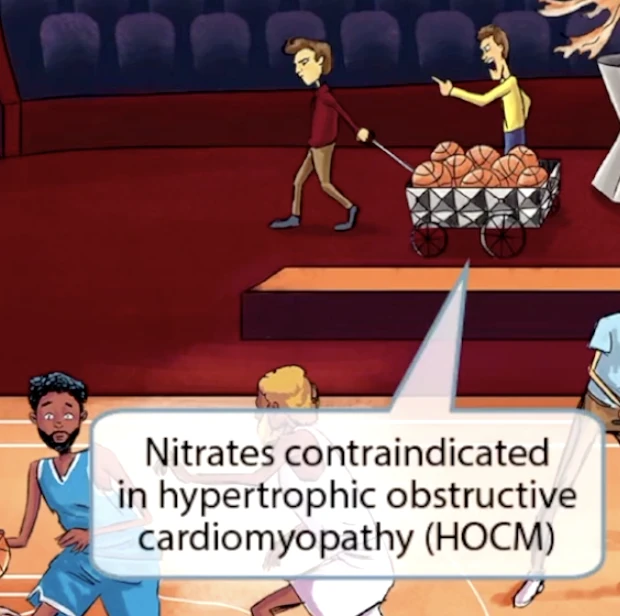 Nitrates contraindicated
in hypertrophic obstructive
cardiomyopathy (HOCM)